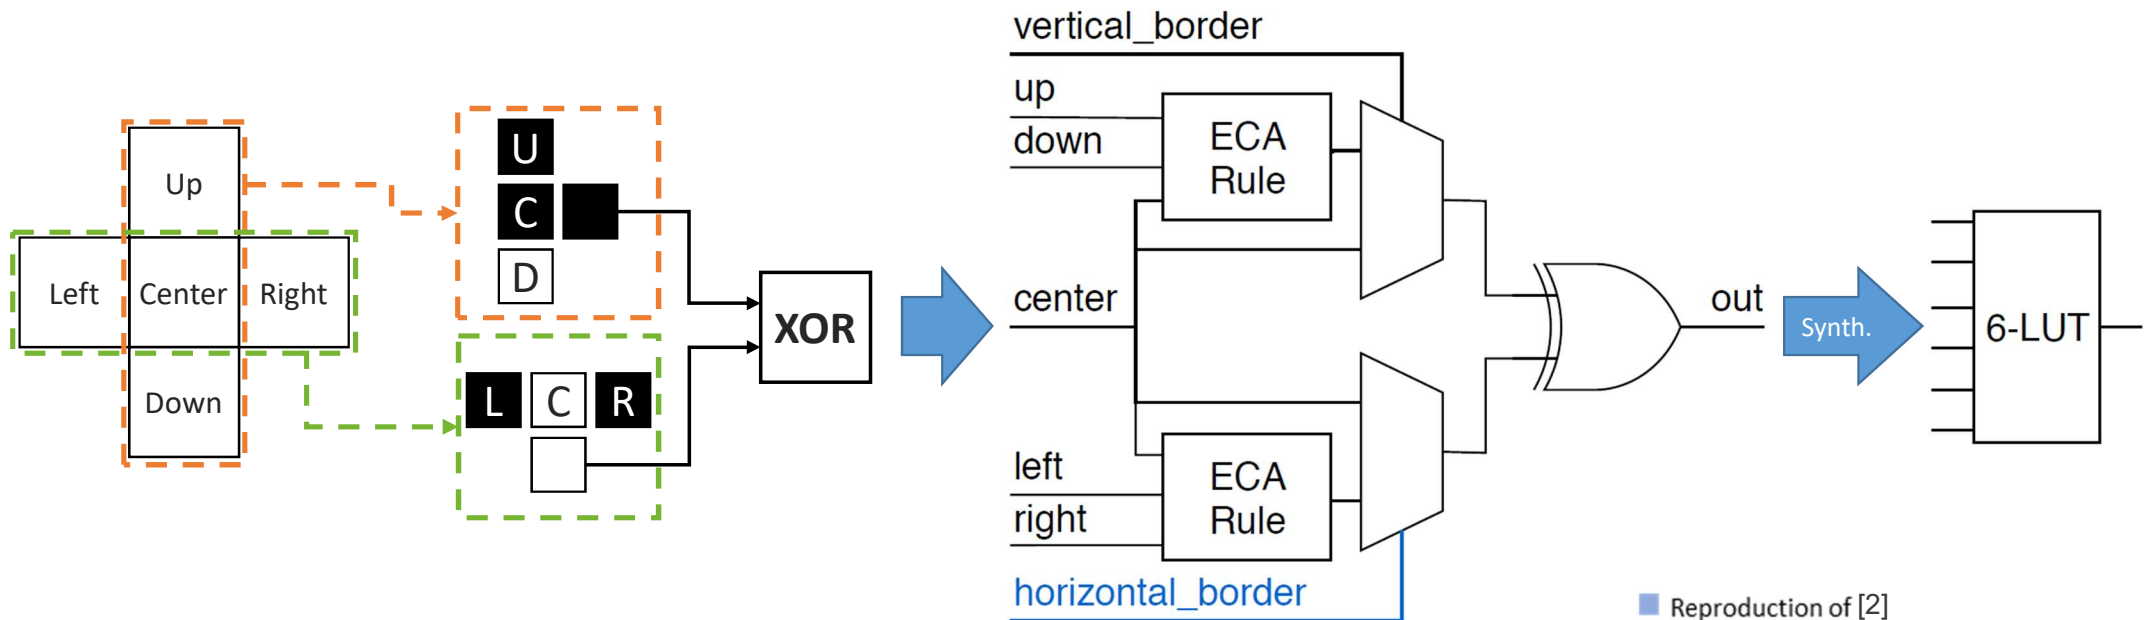 Up
Left
Center
Right
Down
U
C
D
L
C
R
XOR
vertical_border
up
down
ECA
Rule
center
left
right
ECA
Rule
horizontal_border
out
Synth.
6-LUT
Reproduction of [2]